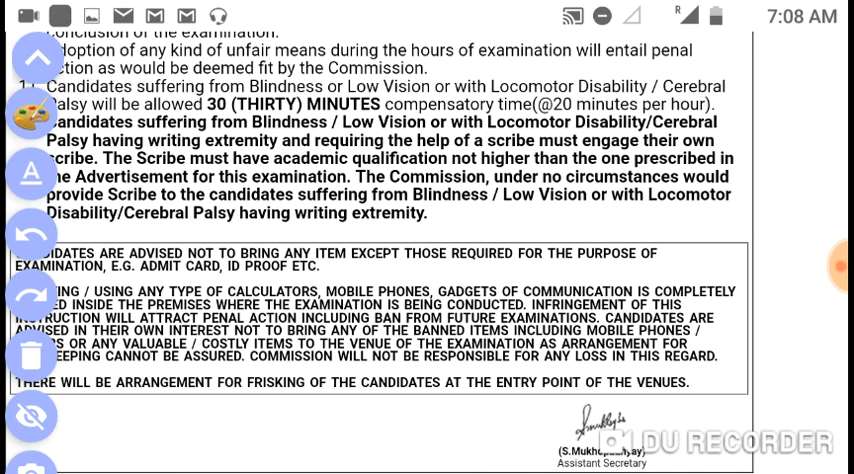 7:08 AM
conclusion of the examination.
doption of any kind of unfair means during the hours of examination will entail penal
ction as would be deemed fit by the Commission.
Candidates suffering from Blindness or Low Vision or with Locomotor Disability / Cerebral
Palsy will be allowed 30 (THIRTY) MINUTES compensatory time(@20 minutes per hour).
Candidates suffering from Blindness / Low Vision or with Locomotor Disability/Cerebral
Palsy having writing extremity and requiring the help of a scribe must engage their own
scribe. The Scribe must have academic qualification not higher than the one prescribed in
he Advertisement for this examination. The Commission, under no circumstances would
provide Scribe to the candidates suffering from Blindness / Low Vision or with Locomotor
Disability/Cerebral Palsy having writing extremity.
IDATES ARE ADVISED NOT TO BRING ANY ITEM EXCEPT THOSE REQUIRED FOR THE PURPOSE OF
EXAMINATION, E.G. ADMIT CARD, ID PROOF ETC.
ING / USING ANY TYPE OF CALCULATORS, MOBILE PHONES, GADGETS OF COMMUNICATION IS COMPLETELY
ED INSIDE THE PREMISES WHERE THE EXAMINATION IS BEING CONDUCTED. INFRINGEMENT OF THIS
INSTRUCTION WILL ATTRACT PENAL ACTION INCLUDING BAN FROM FUTURE EXAMINATIONS. CANDIDATES ARE
ADVISED IN THEIR OWN INTEREST NOT TO BRING ANY OF THE BANNED ITEMS INCLUDING MOBILE PHONES /
RS OR ANY VALUABLE / COSTLY ITEMS TO THE VENUE OF THE EXAMINATION AS ARRANGEMENT FOR
EEPING CANNOT BE ASSURED. COMMISSION WILL NOT BE RESPONSIBLE FOR ANY LOSS IN THIS REGARD.
THERE WILL BE ARRANGEMENT FOR FRISKING OF THE CANDIDATES AT THE ENTRY POINT OF THE VENUES.
(S.Mukhopadhyay)
DU RECORDER
Assistant Secretary